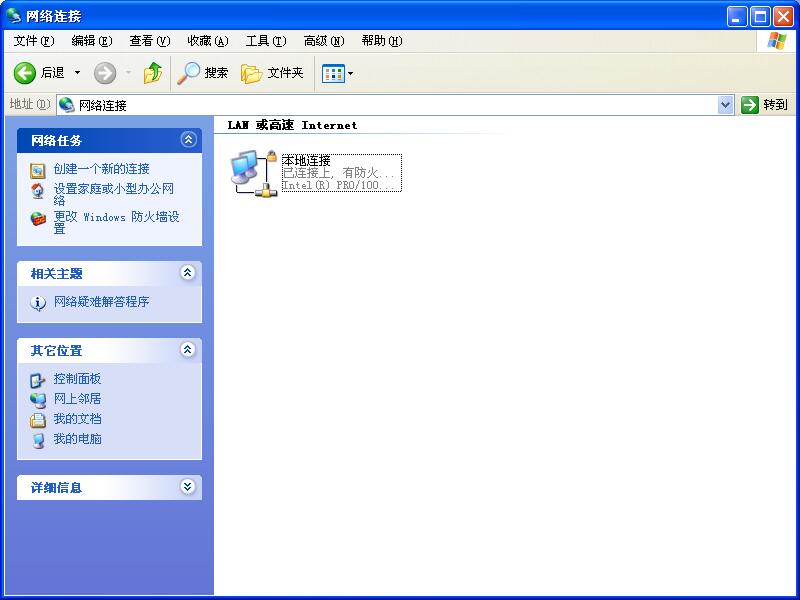 网络连接
文件(F) 编辑(E) 查看(V) 收藏(A) 工具(T) 高级(N) 帮助(H)
后退 搜索 文件夹
地址(D) 网络连接 转到
网络任务
创建一个新的连接
设置家庭或小型办公网
络
更改 Windows 防火墙设
置
相关主题
网络疑难解答程序
其它位置
控制面板
网上邻居
我的文档
我的电脑
详细信息
LAN 或高速 Internet
本地连接
已连接上, 有防火...
Intel(R) PRO/100...